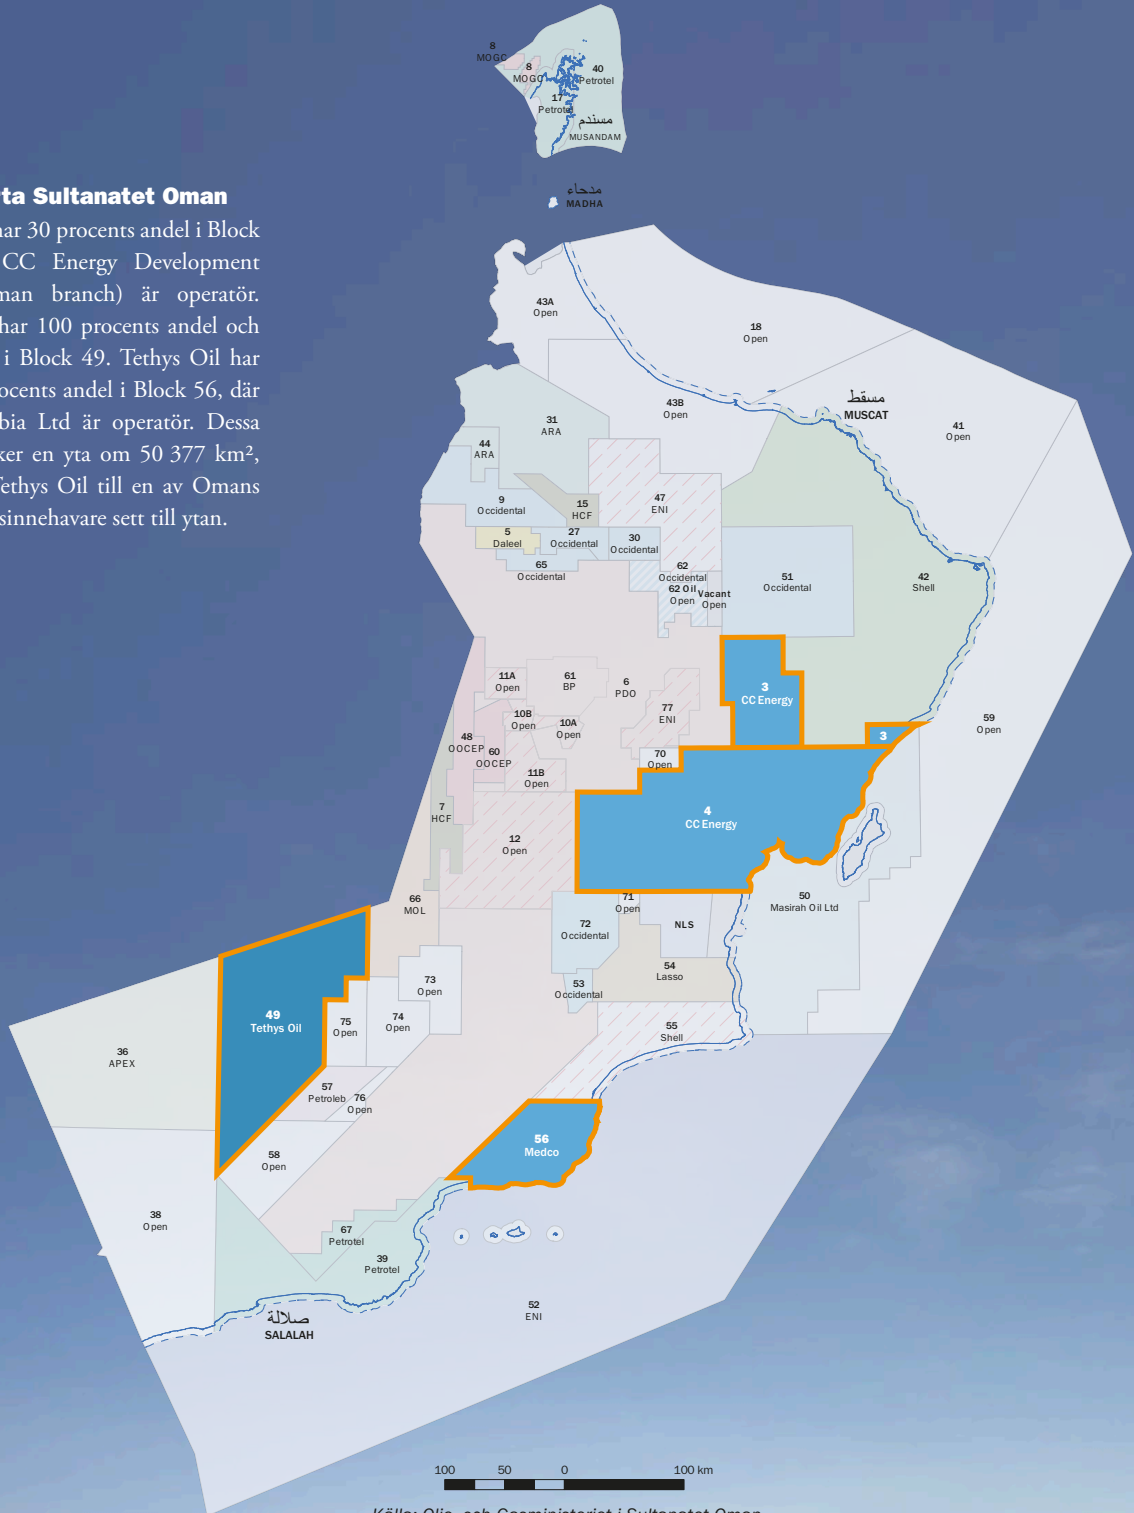 ta Sultanatet Oman
har 30 procents andel i Block
CC Energy Development
man branch) är operatör.
har 100 procents andel och
i Block 49. Tethys Oil har
ocents andel i Block 56, där
bia Ltd är operatör. Dessa
ker en yta om 50 377 km²,
Tethys Oil till en av Omans
sinnehavare sett till ytan.
8
MOGC
8
MOGC
40
Petrotel
17
Petrotel
مسندم
MUSANDAM
مدحاء
MADHA
43A
Open
18
Open
43B
Open
مسقط
MUSCAT
41
Open
31
ARA
44
ARA
9
Occidental
15
HCF
47
ENI
5
Daleel
27
Occidental
30
Occidental
65
Occidental
62
Occidental
62 Oil
Open
Vacant
Open
51
Occidental
42
Shell
11A
Open
61
BP
6
PDO
3
CC Energy
10B
Open
10A
Open
77
ENI
59
Open
48
OOCEP
60
OOCEP
3
70
Open
11B
Open
7
HCF
4
CC Energy
12
Open
66
MOL
71
Open
50
Masirah Oil Ltd
72
Occidental
NLS
54
Lasso
73
Open
53
Occidental
49
Tethys Oil
75
Open
74
Open
55
Shell
36
APEX
57
Petroleb
76
Open
56
Medco
58
Open
38
Open
67
Petrotel
39
Petrotel
52
ENI
صلالة
SALALAH
100 50 0 100 km
Källa: Olje- och Gasministeriet i Sultanatet Oman